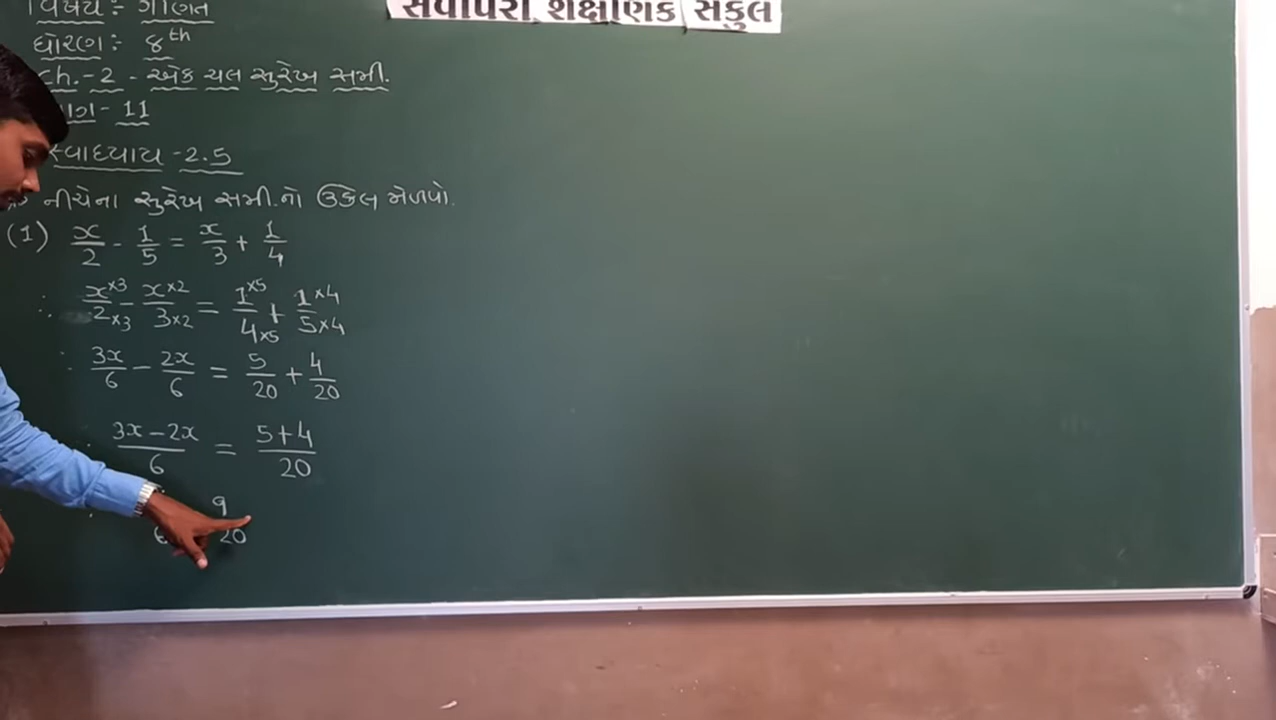 સર્વોપરી શૈક્ષણિક સંકુલ
વિષય :- ગણિત
ધોરણ :- 8th
ch.-2 - એક ચલ સુરેખ સમી.
- 11
સ્વાધ્યાય - 2.5
નીચેના સુરેખ સમી.નો ઉકેલ મેળવો.
(1) x/2 - 1/5 = x/3 + 1/4
∴ x×3/2×3 - x×2/3×2 = 1×5/4×5 + 1×4/5×4
∴ 3x/6 - 2x/6 = 5/20 + 4/20
∴ 3x-2x/6 = 5+4/20
9/20